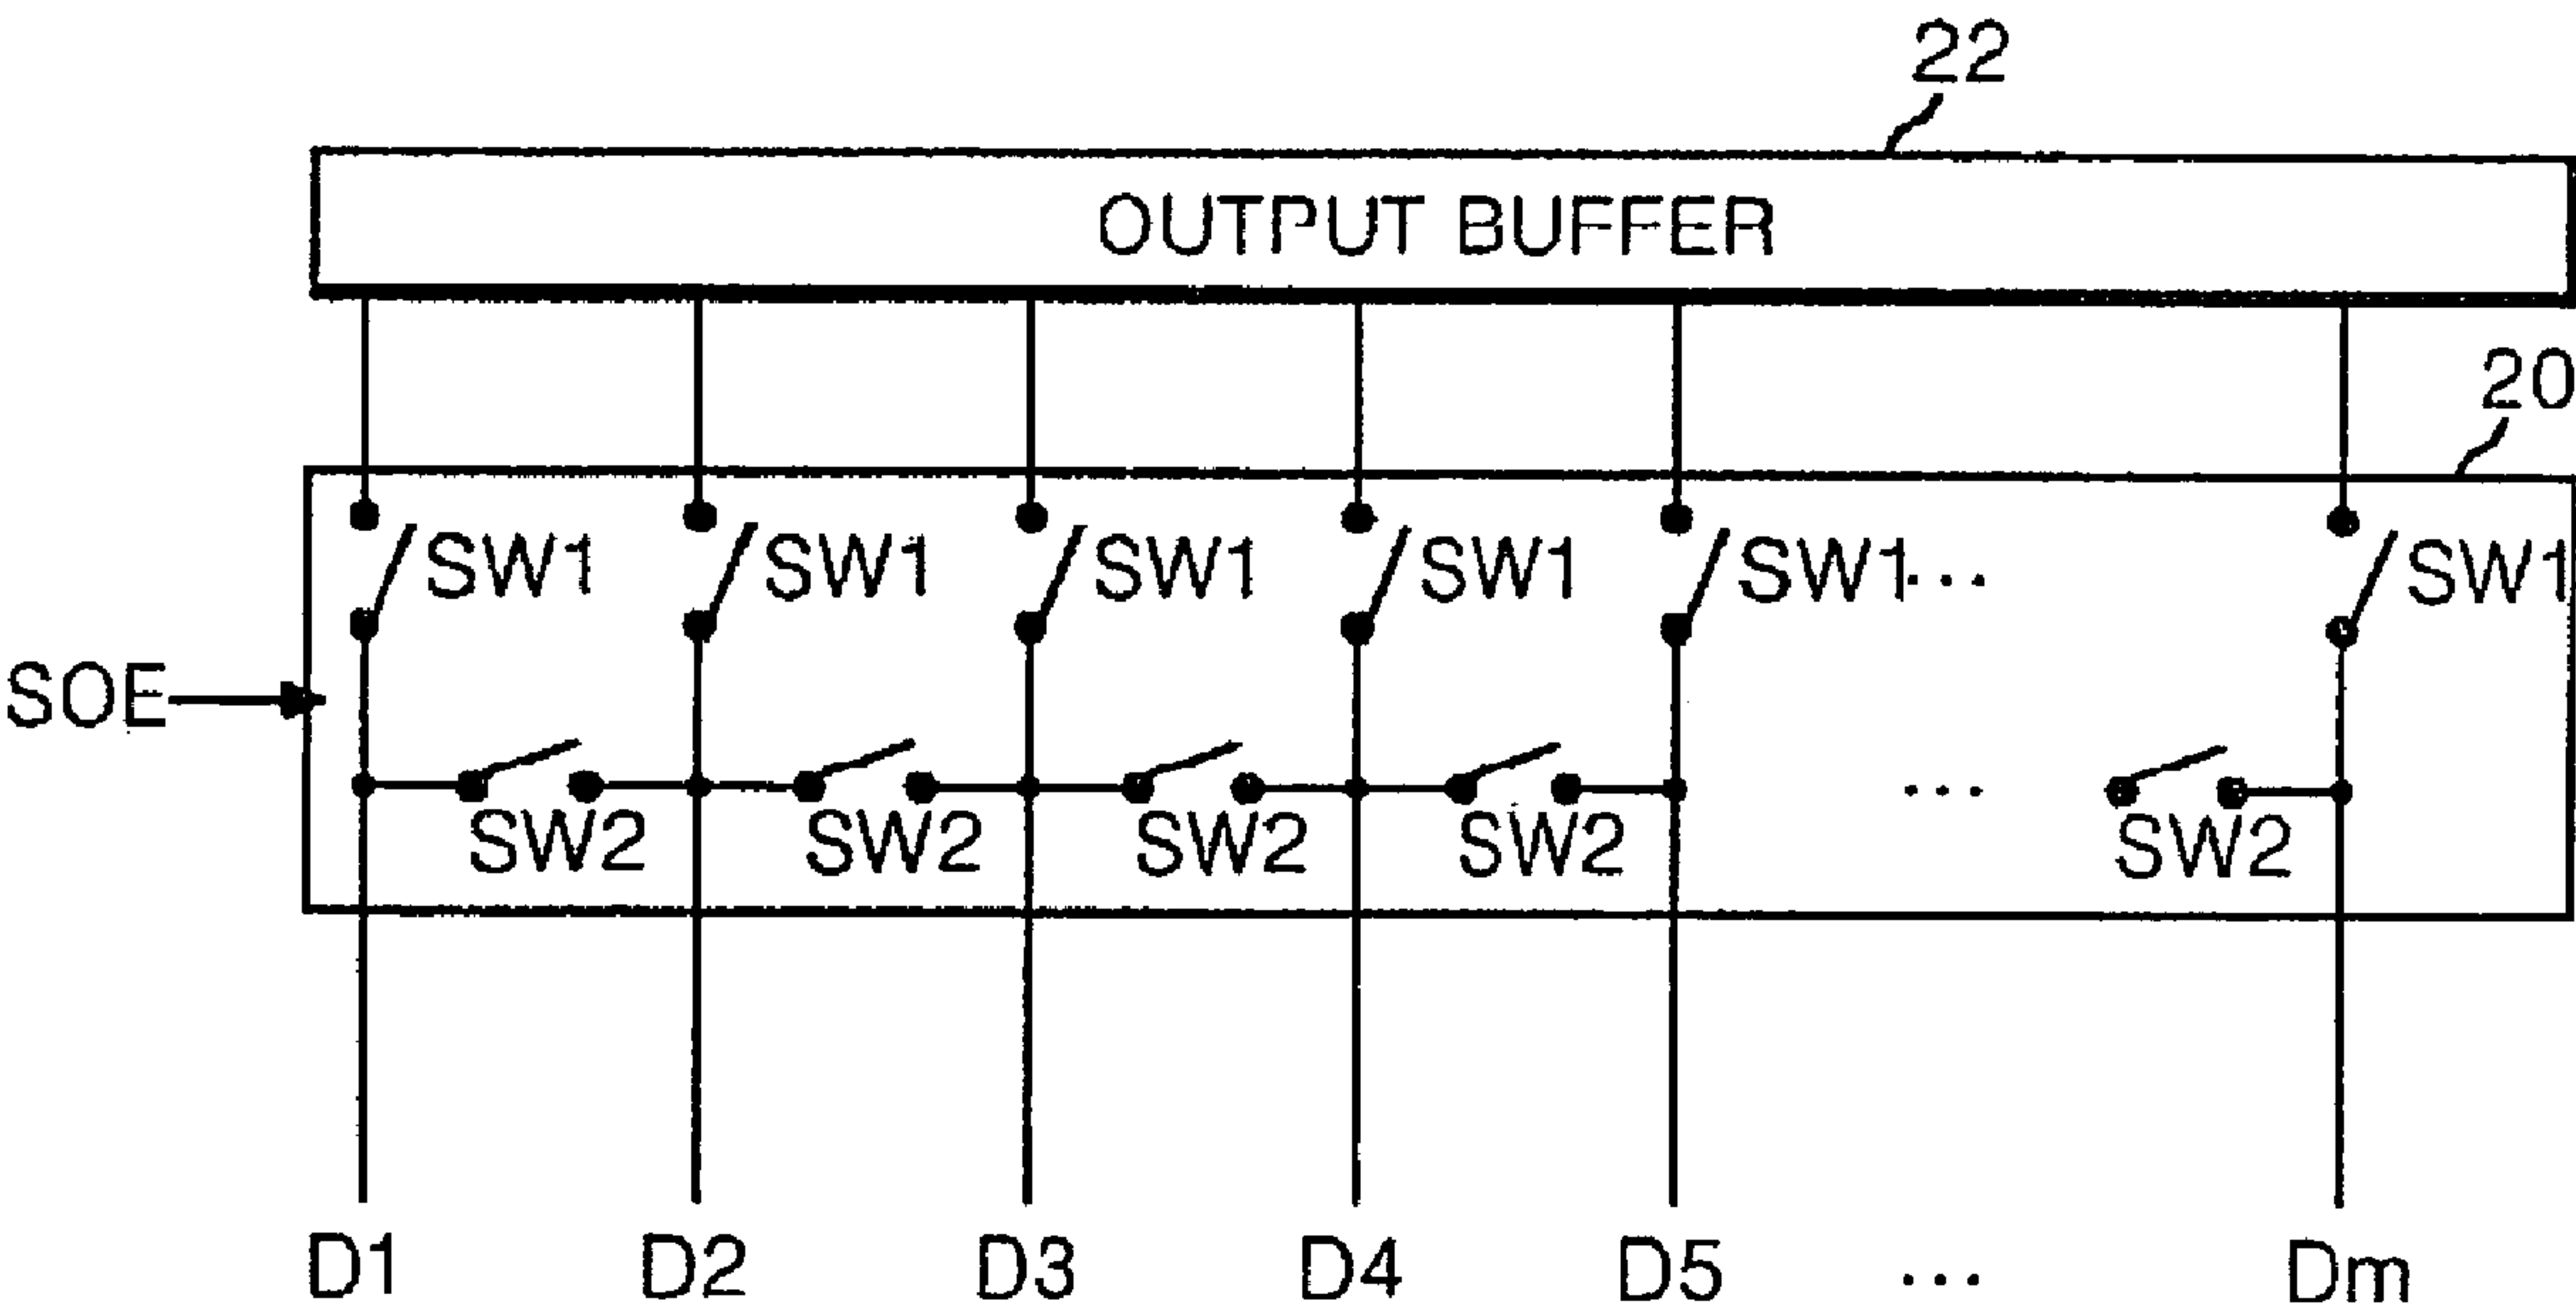 22
OUTPUT BUFFER
20
SW1 SW1 SW1 SW1 SW1 ... SW1
SOE
SW2 SW2 SW2 SW2 ... SW2
D1 D2 D3 D4 D5 ... Dm